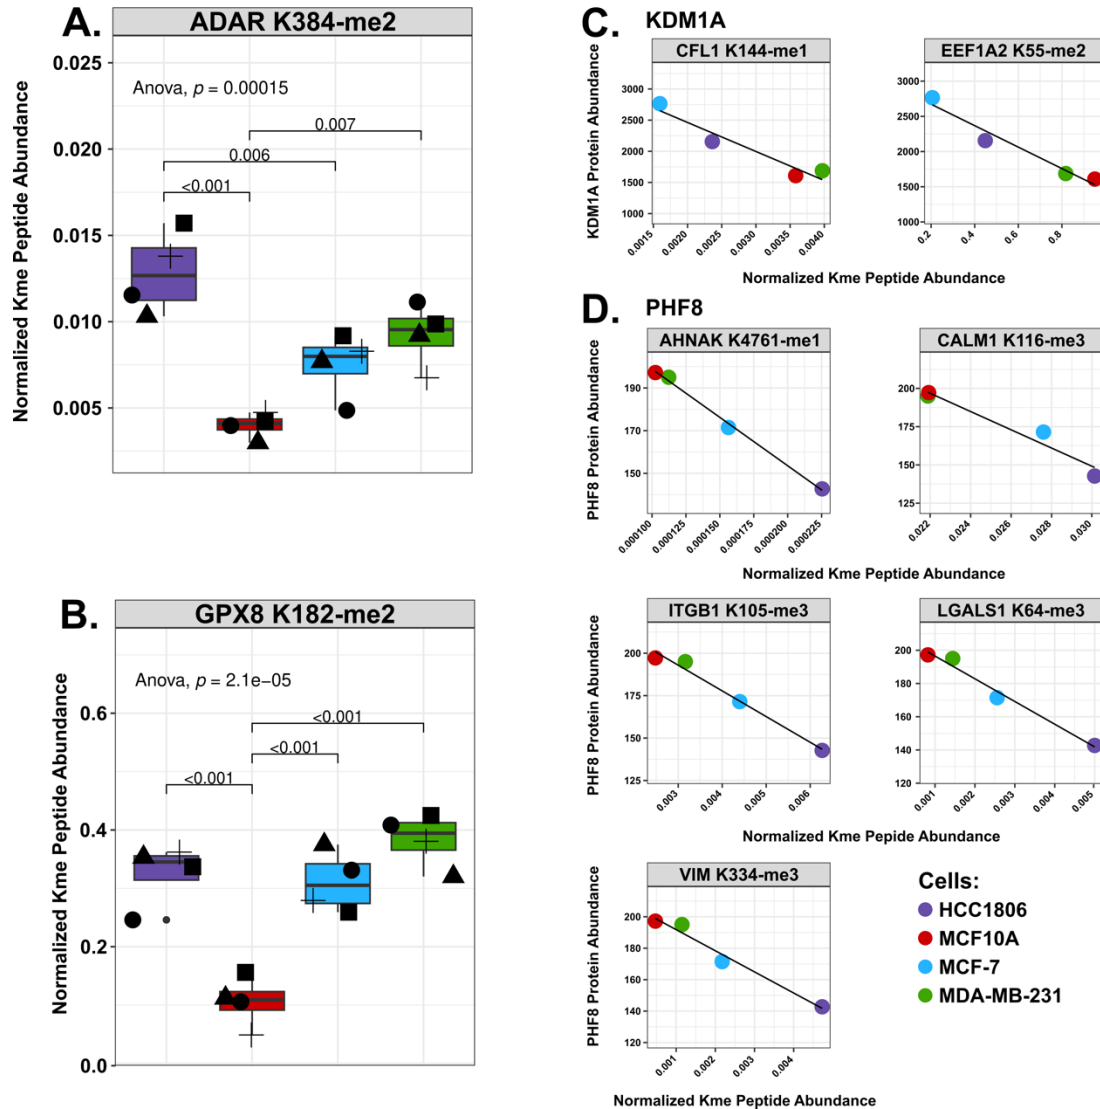 A.
ADAR K384-me2
Normalized Kme Peptide Abundance
0.025
0.020
0.015
0.010
0.005
Anova, p = 0.00015
0.007
0.006
<0.001
B.
GPX8 K182-me2
Normalized Kme Peptide Abundance
0.6
0.4
0.2
0.0
Anova, p = 2.1e−05
<0.001
<0.001
<0.001
C.
KDM1A
CFL1 K144-me1
KDM1A Protein Abundance
3000
2500
2000
1500
1000
0.0015
0.0020
0.0025
0.0030
0.0035
0.0040
EEF1A2 K55-me2
3000
2500
2000
1500
1000
0.2
0.4
0.6
0.8
Normalized Kme Peptide Abundance
D.
PHF8
AHNAK K4761-me1
PHF8 Protein Abundance
190
170
150
0.000100
0.000125
0.000150
0.000175
0.000200
0.000225
CALM1 K116-me3
200
175
150
125
0.022
0.024
0.026
0.028
0.030
Normalized Kme Peptide Abundance
ITGB1 K105-me3
PHF8 Protein Abundance
200
175
150
125
0.003
0.004
0.005
0.006
LGALS1 K64-me3
200
180
160
140
120
0.001
0.002
0.003
0.004
0.005
Normalized Kme Pepide Abundance
VIM K334-me3
PHF8 Protein Abundance
200
180
160
140
120
0.001
0.002
0.003
0.004
Normalized Kme Peptide Abundance
Cells:
HCC1806
MCF10A
MCF-7
MDA-MB-231